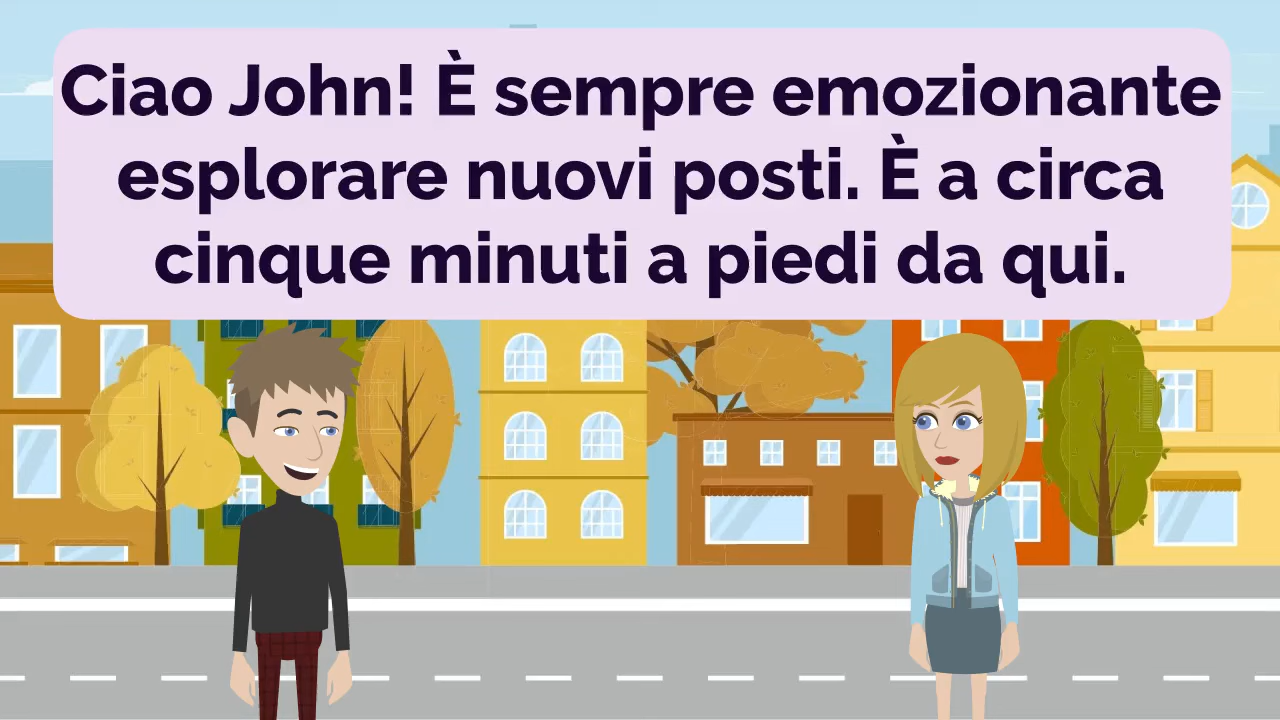 Ciao John! È sempre emozionante
esplorare nuovi posti. È a circa
cinque minuti a piedi da qui.